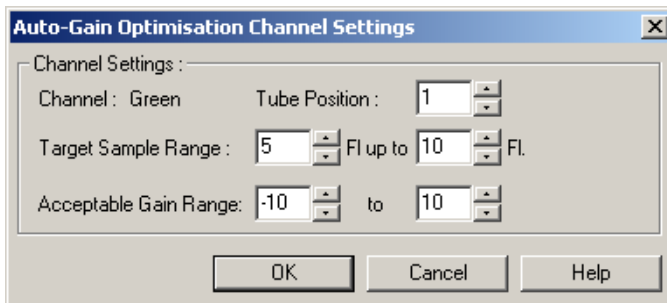 Auto-Gain Optimisation Channel Settings
Channel Settings :
Channel : Green Tube Position : 1
Target Sample Range : 5 Fl up to 10 Fl.
Acceptable Gain Range: -10 to 10
OK Cancel Help